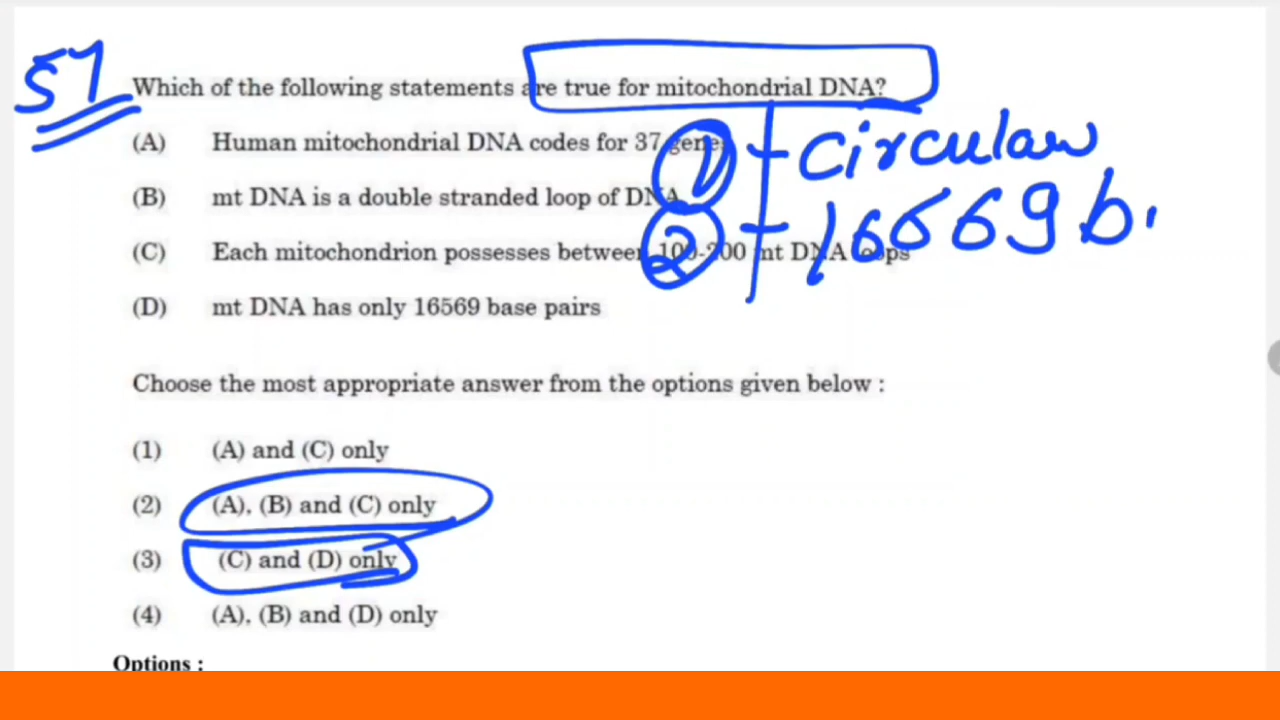 57
Which of the following statements are true for mitochondrial DNA?
(A) Human mitochondrial DNA codes for 37 genes
1 circular
(B) mt DNA is a double stranded loop of DNA
2 16669 b.
(C) Each mitochondrion possesses between 100-200 mt DNA loops
(D) mt DNA has only 16569 base pairs
Choose the most appropriate answer from the options given below :
(1) (A) and (C) only
(2) (A), (B) and (C) only
(3) (C) and (D) only
(4) (A), (B) and (D) only
Options :